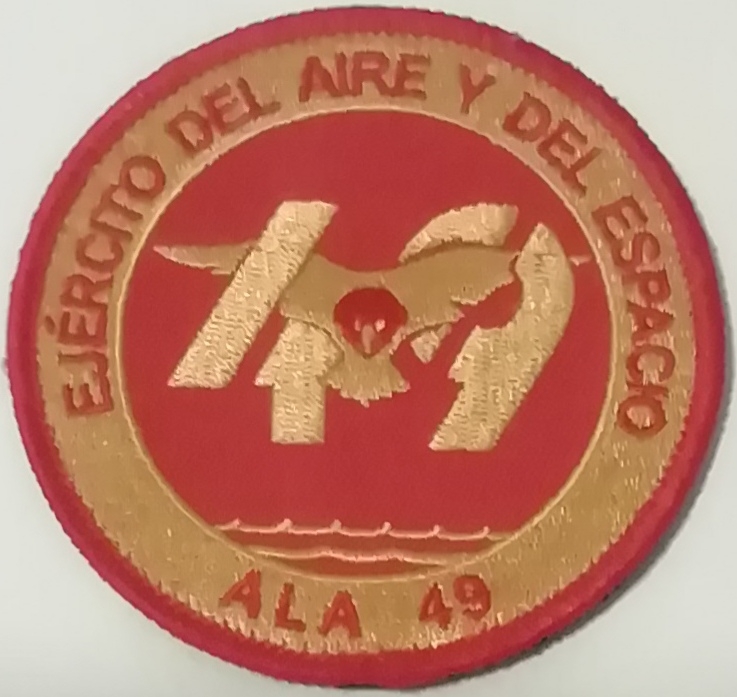 EJÉRCITO DEL AIRE Y DEL ESPACIO
49
ALA 49